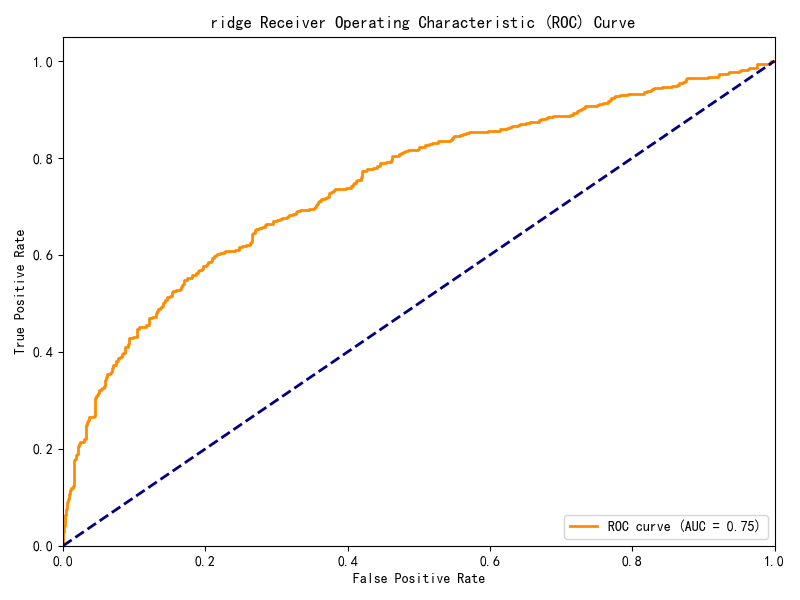 ridge Receiver Operating Characteristic (ROC) Curve
1.0
0.8
0.6
0.4
0.2
0.0
True Positive Rate
0.0 0.2 0.4 0.6 0.8 1.0
False Positive Rate
ROC curve (AUC = 0.75)